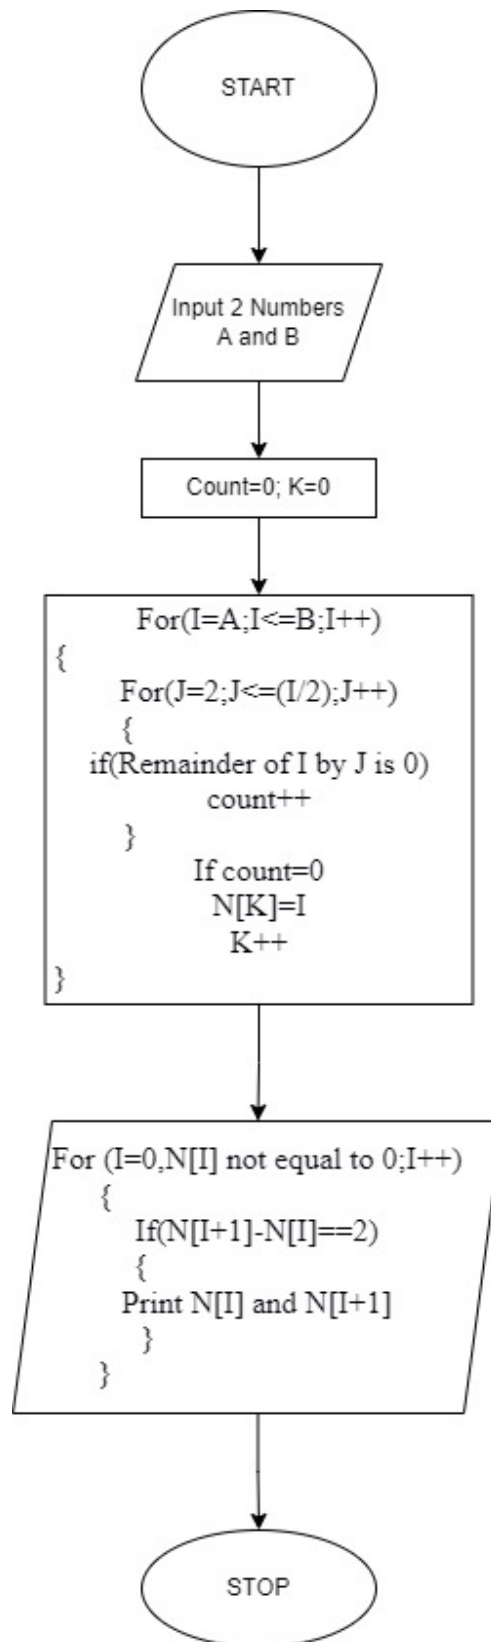 START
Input 2 Numbers
A and B
Count=0; K=0
For(I=A;I<=B;I++)
{
For(J=2;J<=(I/2);J++)
{
if(Remainder of I by J is 0)
count++
}
If count=0
N[K]=I
K++
}
For (I=0,N[I] not equal to 0;I++)
{
If(N[I+1]-N[I]==2)
{
Print N[I] and N[I+1]
}
}
STOP